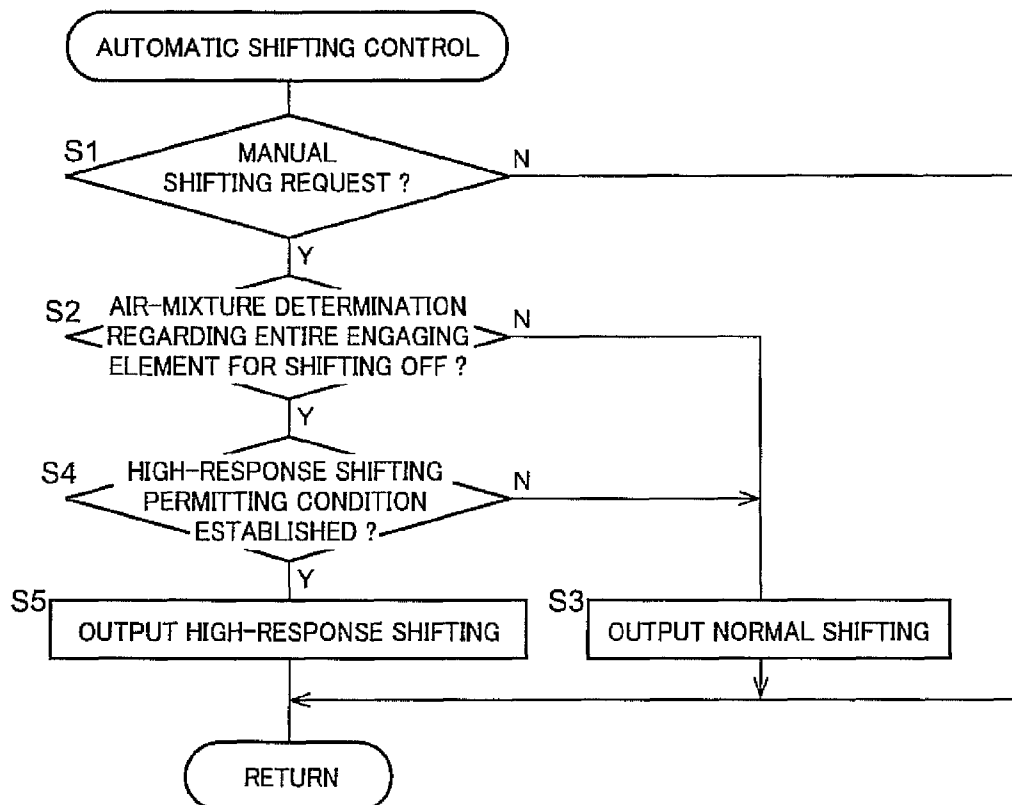 AUTOMATIC SHIFTING CONTROL
S1
MANUAL
SHIFTING REQUEST ?
N
Y
S2
AIR-MIXTURE DETERMINATION
REGARDING ENTIRE ENGAGING
ELEMENT FOR SHIFTING OFF ?
N
Y
S4
HIGH-RESPONSE SHIFTING
PERMITTING CONDITION
ESTABLISHED ?
N
Y
S5
OUTPUT HIGH-RESPONSE SHIFTING
S3
OUTPUT NORMAL SHIFTING
RETURN